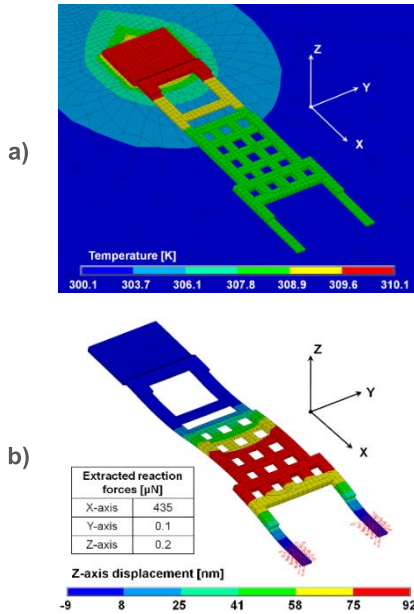 a)
Z
Y
X
Temperature [K]
300.1 303.7 306.1 307.8 308.9 309.6 310.1
b)
Z
Y
X
Extracted reaction
forces [µN]
X-axis 435
Y-axis 0.1
Z-axis 0.2
Z-axis displacement [nm]
-9 8 25 41 58 75 92